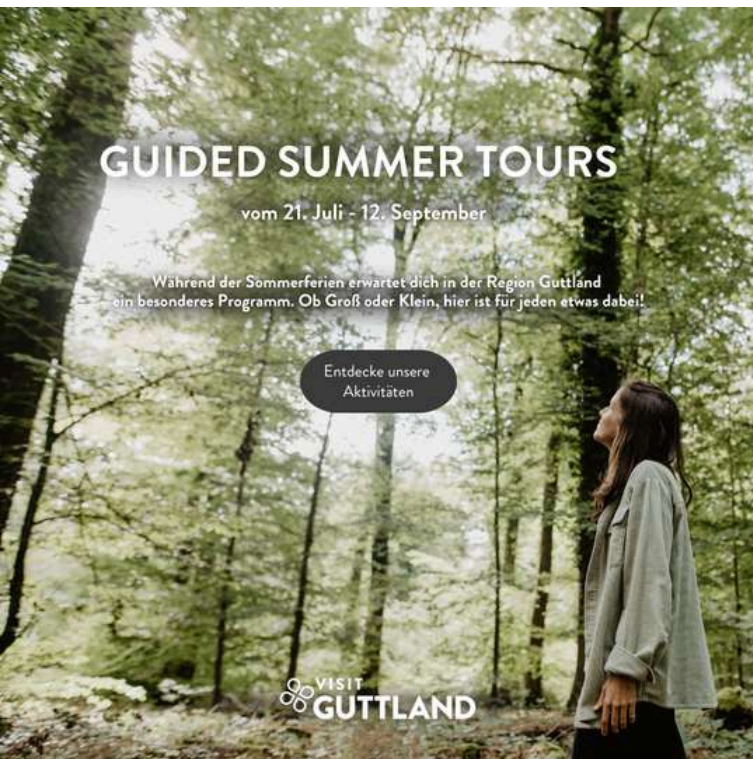 GUIDED SUMMER TOURS
vom 21. Juli - 12. September
Während der Sommerferien erwartet dich in der Region Guttland
ein besonderes Programm. Ob Groß oder Klein, hier ist für jeden etwas dabei!
Entdecke unsere
Aktivitäten
VISIT
GUTTLAND